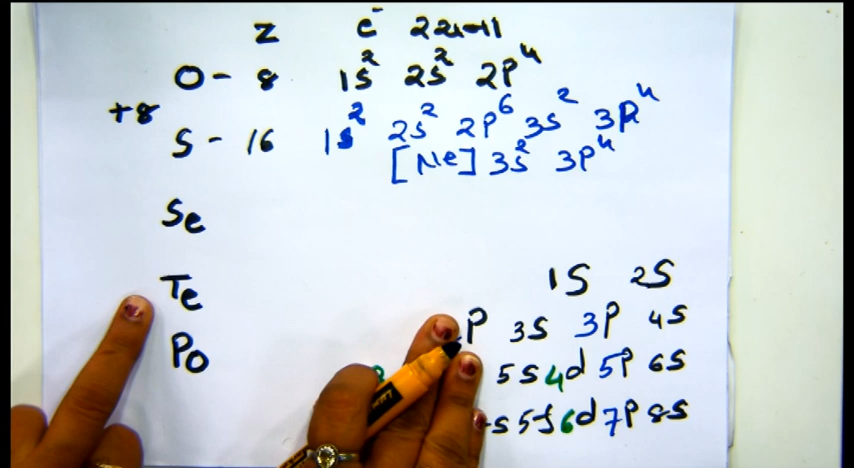 Z e⁻
O - 8 1s² 2s² 2p⁴
+8
S - 16 1s² 2s² 2p⁶ 3s² 3p⁴
[Ne] 3s² 3p⁴
Se
Te
Po
1S 2S
P 3S 3P 4S
5S 4d 5P 6S
S 5f 6d 7P 8S